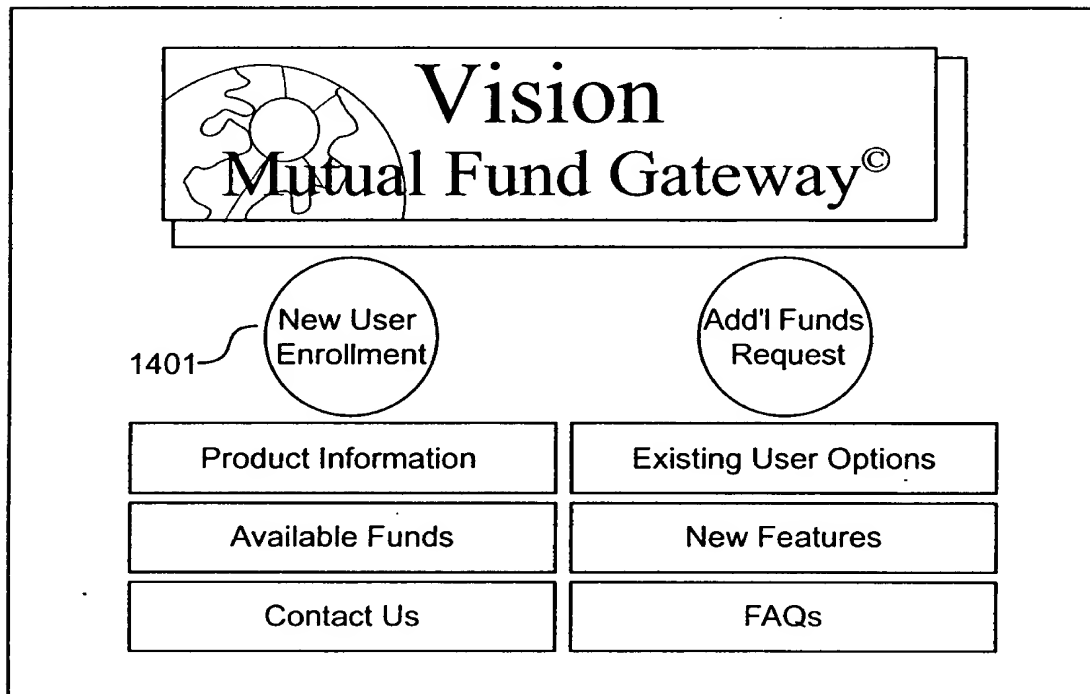 Vision
Mutual Fund Gateway©
New User
Enrollment
Add'l Funds
Request
1401
Product Information
Existing User Options
Available Funds
New Features
Contact Us
FAQs